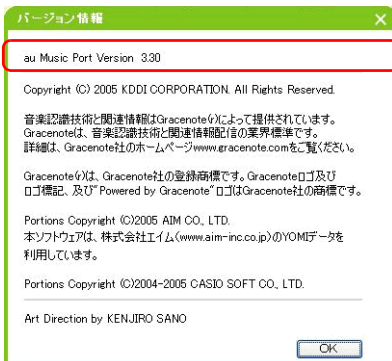 バージョン情報
au Music Port Version 3.30
Copyright (C) 2005 KDDI CORPORATION. All Rights Reserved.
音楽認識技術と関連情報はGracenote(r)によって提供されています。
Gracenoteは、音楽認識技術と関連情報配信の業界標準です。
詳細は、Gracenote社のホームページwww.gracenote.comをご覧ください。
Gracenote(r)は、Gracenote社の登録商標です。Gracenoteロゴ及び
ロゴ標記、及び"Powered by Gracenote"ロゴはGracenote社の商標です。
Portions Copyright (C)2005 AIM CO., LTD.
本ソフトウェアは、株式会社エイム(www.aim-inc.co.jp)のYOMIデータを
利用しています。
Portions Copyright (C)2004-2005 CASIO SOFT CO., LTD.
Art Direction by KENJIRO SANO
OK